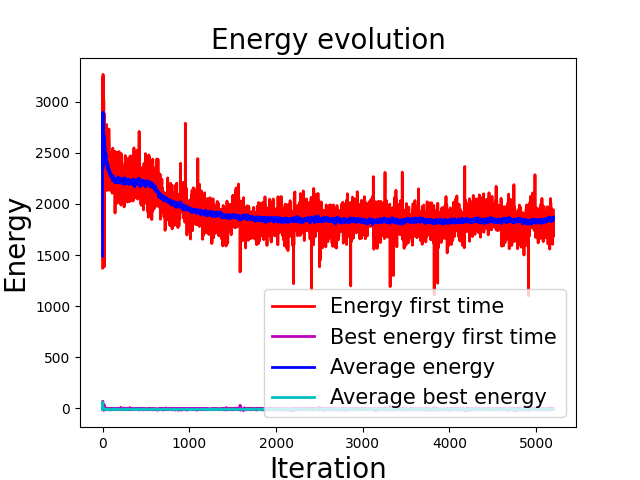 Energy evolution
Energy
3000
2500
2000
1500
1000
500
0
Energy first time
Best energy first time
Average energy
Average best energy
0 1000 2000 3000 4000 5000
Iteration